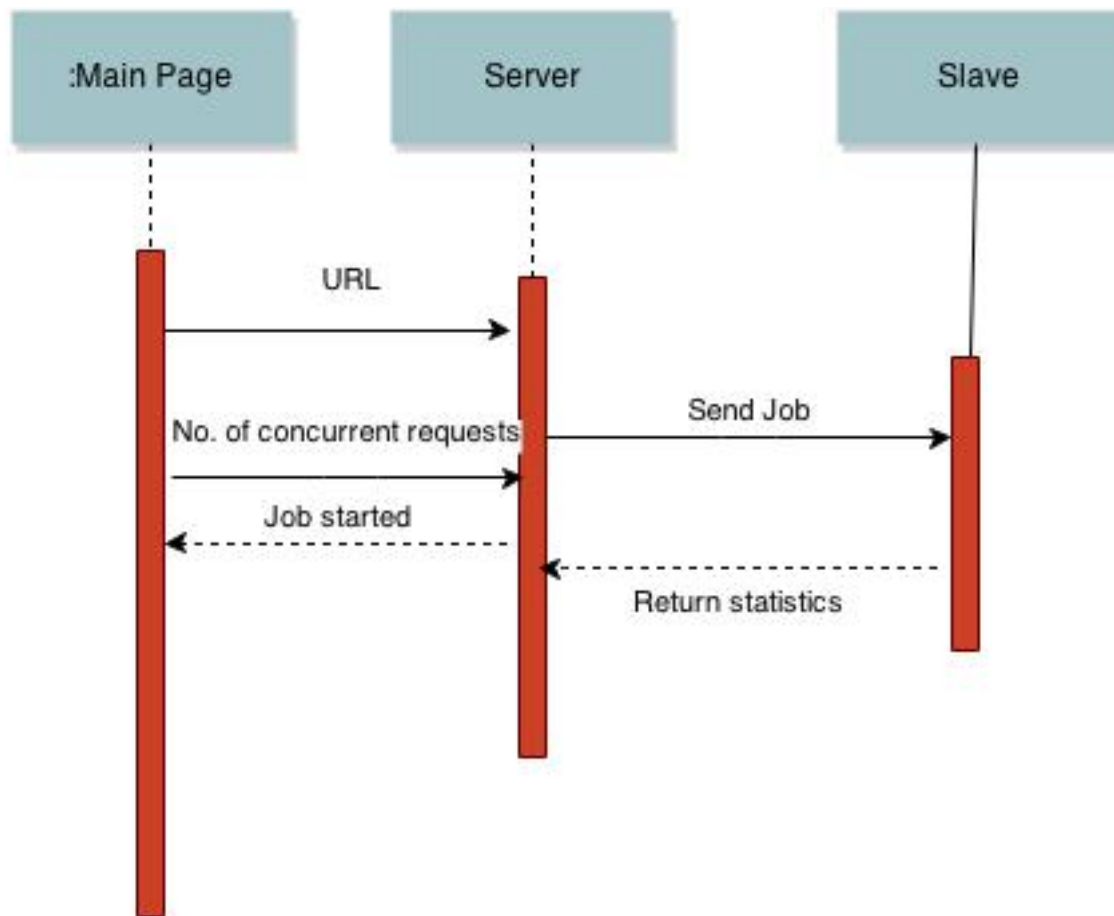 :Main Page
Server
Slave
URL
Send Job
No. of concurrent requests
Job started
Return statistics